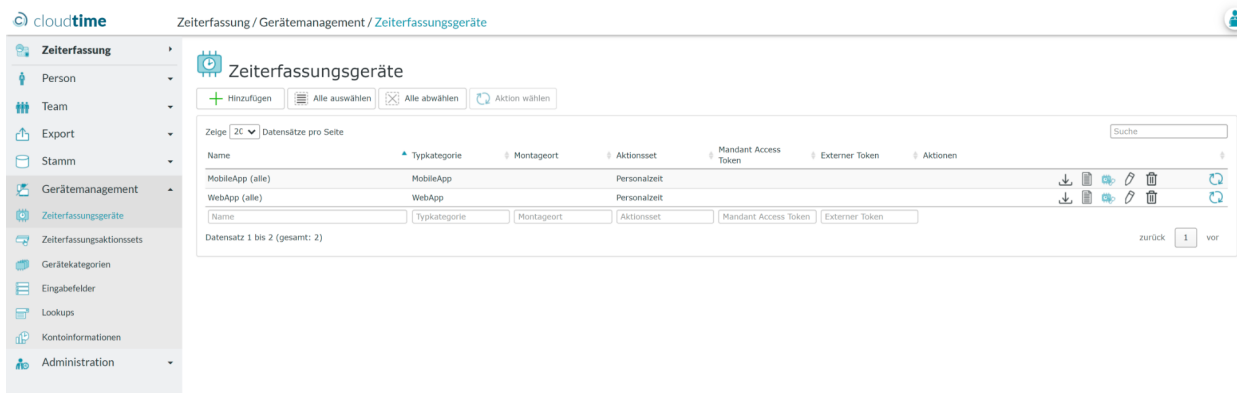 cloudtime
Zeiterfassung / Gerätemanagement / Zeiterfassungsgeräte
Zeiterfassung
Person
Team
Export
Stamm
Gerätemanagement
Zeiterfassungsgeräte
Zeiterfassungsaktionssets
Gerätekategorien
Eingabefelder
Lookups
Kontoinformationen
Administration
Zeiterfassungsgeräte
Hinzufügen Alle auswählen Alle abwählen Aktion wählen
Zeige 20 Datensätze pro Seite Suche
Name Typkategorie Montageort Aktionsset Mandant Access Token Externer Token Aktionen
MobileApp (alle) MobileApp Personalzeit
WebApp (alle) WebApp Personalzeit
Name Typkategorie Montageort Aktionsset Mandant Access Token Externer Token
Datensatz 1 bis 2 (gesamt: 2) zurück 1 vor